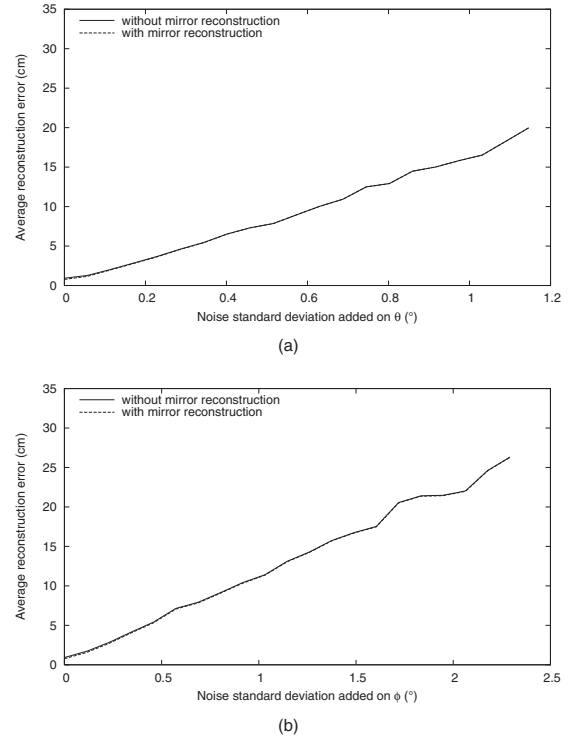 35
30
25
20
15
10
5
0
Average reconstruction error (cm)
without mirror reconstruction
with mirror reconstruction
0 0.2 0.4 0.6 0.8 1 1.2
Noise standard deviation added on θ (°)
(a)
35
30
25
20
15
10
5
0
Average reconstruction error (cm)
without mirror reconstruction
with mirror reconstruction
0 0.5 1 1.5 2 2.5
Noise standard deviation added on ϕ (°)
(b)